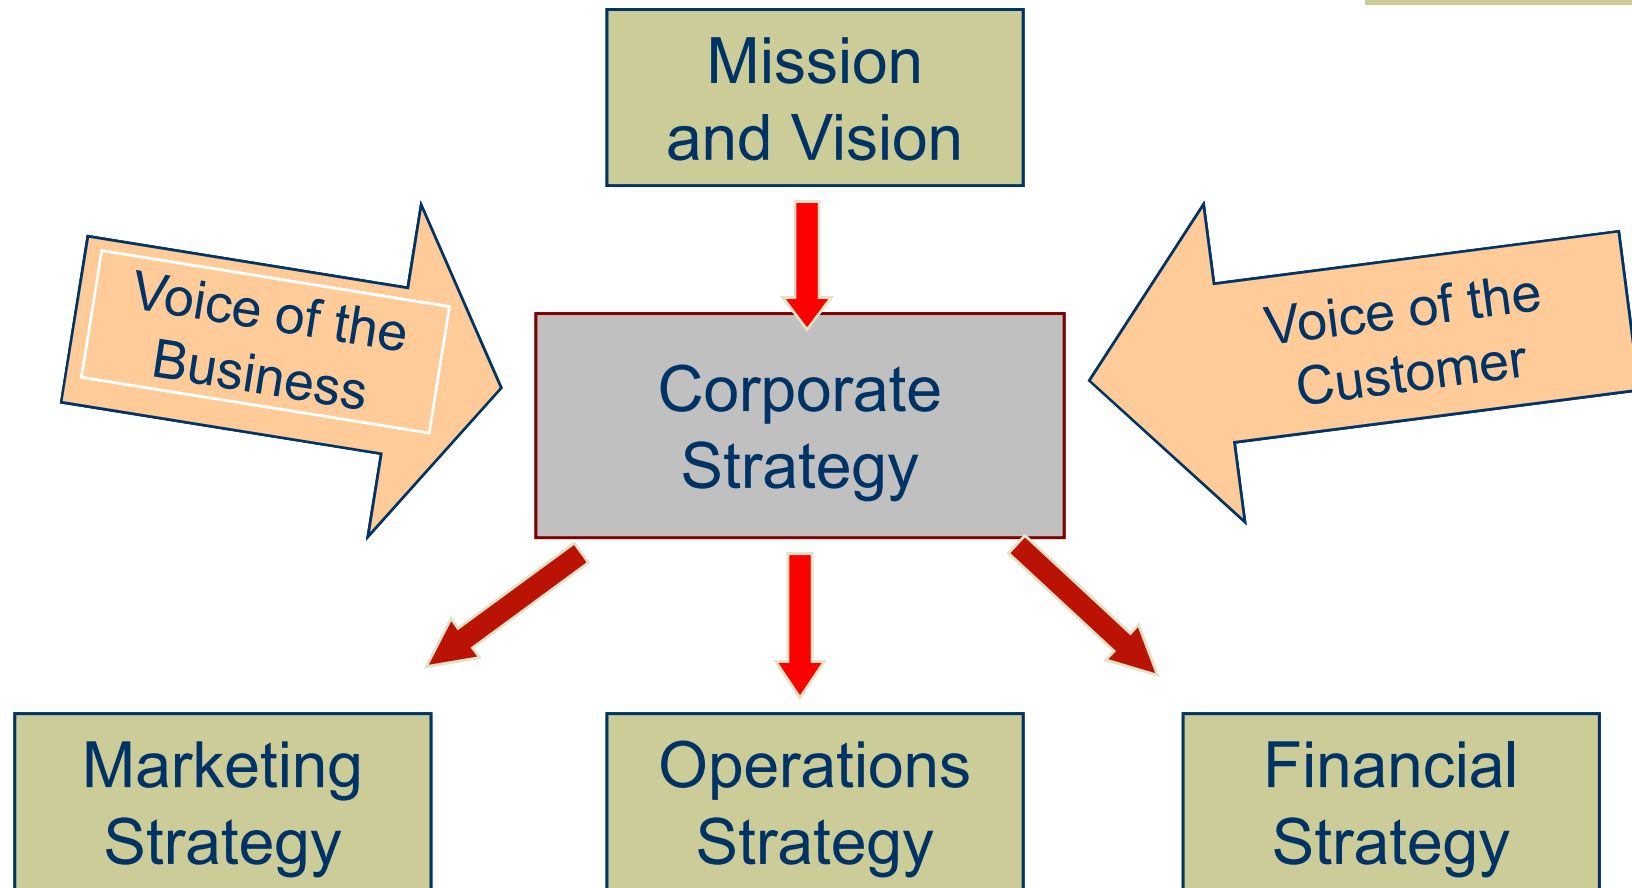 Mission
and Vision
Voice of the
Business
Voice of the
Customer
Corporate
Strategy
Marketing
Strategy
Operations
Strategy
Financial
Strategy